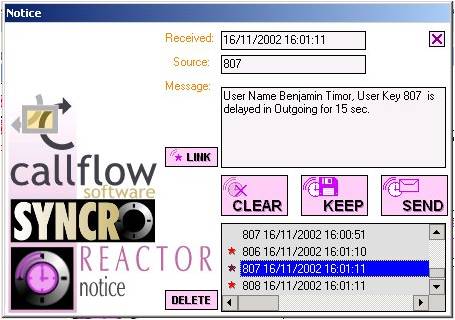 Notice
Received: 16/11/2002 16:01:11
Source: 807
Message:
User Name Benjamin Timor, User Key 807 is
delayed in Outgoing for 15 sec.
LINK
callflow
software
SYNCRO
REACTOR
notice
CLEAR KEEP SEND
807 16/11/2002 16:00:51
806 16/11/2002 16:01:10
807 16/11/2002 16:01:11
808 16/11/2002 16:01:11
DELETE